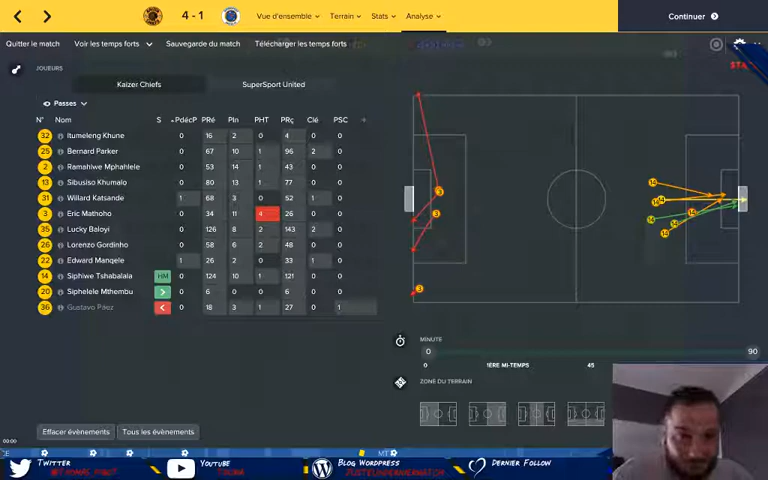 4 - 1
Vue d'ensemble
Terrain
Stats
Analyse
Continuer
Quitter le match
Voir les temps forts
Sauvegarde du match
Télécharger les temps forts
JOUEURS
Kaizer Chiefs
SuperSport United
Passes
N° Nom S PdécP PRé PIn PHT PRç Clé PSC
32 Itumeleng Khune 0 16 2 0 4 0 0
25 Bernard Parker 0 67 10 1 96 2 0
2 Ramahlwe Mphahlele 0 53 14 1 43 0 0
13 Sibusiso Khumalo 0 80 13 1 77 0 0
31 Willard Katsande 1 68 3 0 52 1 0
3 Eric Mathoho 0 34 11 4 26 0 0
35 Lucky Baloyi 0 126 8 2 143 2 0
26 Lorenzo Gordinho 0 58 6 2 48 0 0
22 Edward Manqele 1 26 2 0 33 1 0
14 Siphiwe Tshabalala HM 0 124 10 1 121 0 0
20 Siphelele Mthembu 0 6 0 0 6 0 0
36 Gustavo Páez 0 18 3 1 27 0 1
MINUTE
0 90
0 1ÈRE MI-TEMPS 45
ZONE DU TERRAIN
Effacer évènements
Tous les évènements
00:00
MT
Twitter
Youtube
Blog Wordpress
Dernier Follow